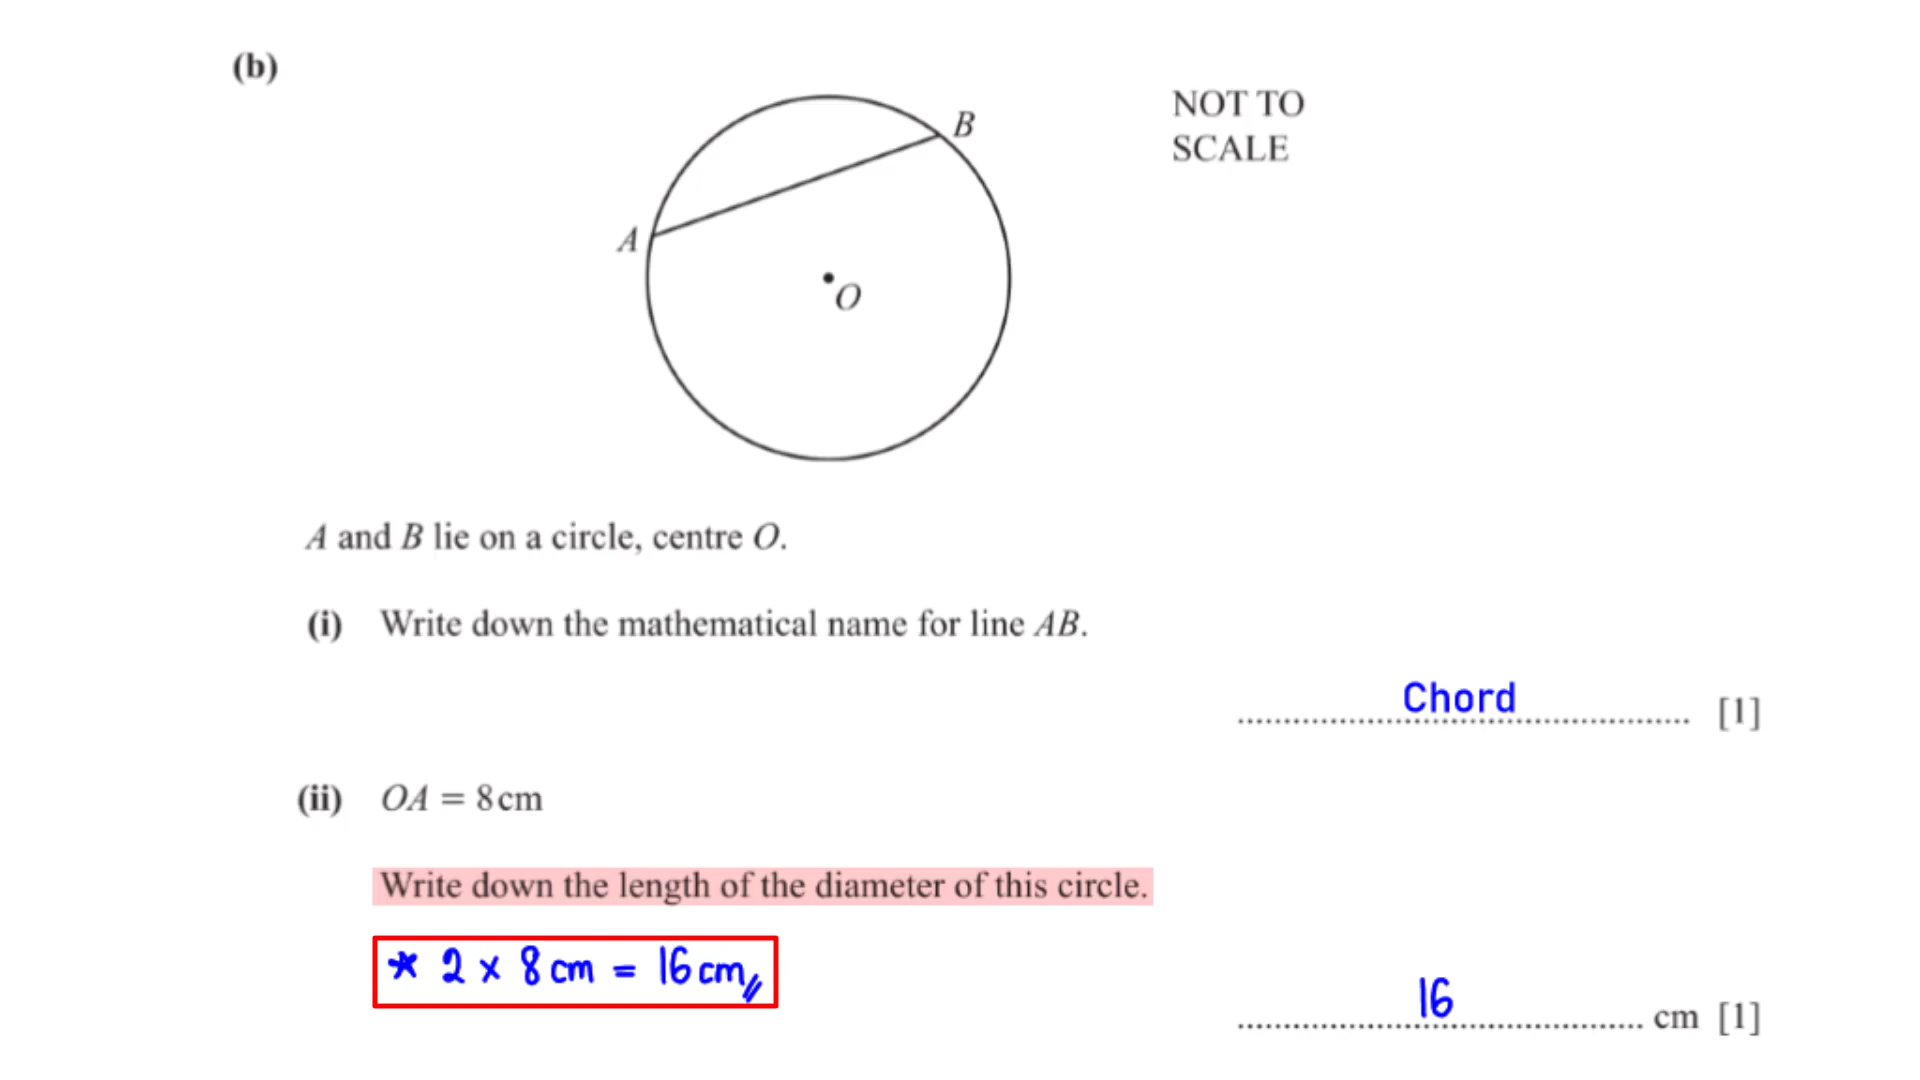 (b)
NOT TO
SCALE
B
A
O
A and B lie on a circle, centre O.
(i) Write down the mathematical name for line AB.
Chord
................................................ [1]
(ii) OA = 8 cm
Write down the length of the diameter of this circle.
* 2 x 8 cm = 16 cm //
16
........................................... cm [1]